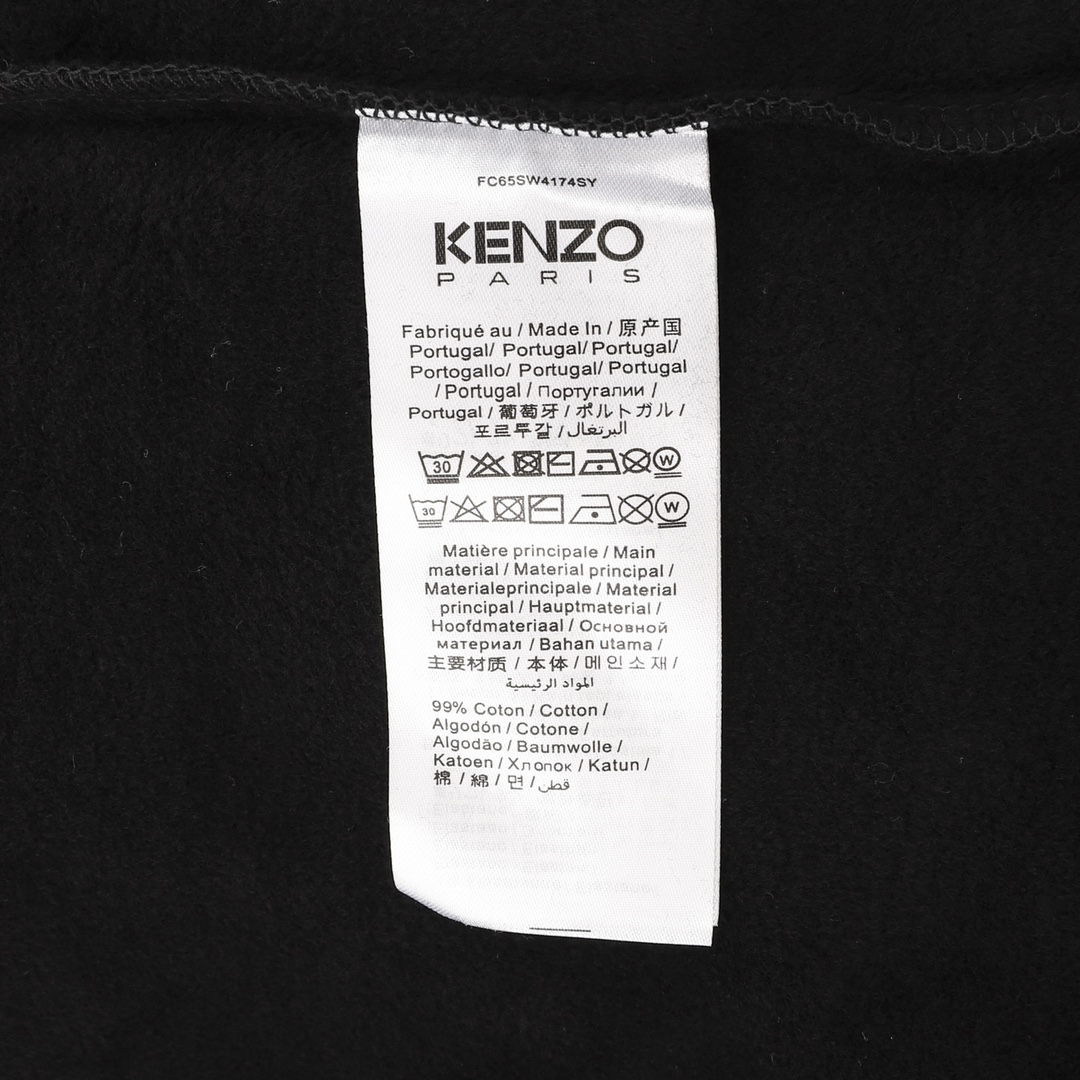 FC65SW4174SY
KENZO
PARIS
Fabriqué au / Made In / 原产国
Portugal/ Portugal/ Portugal/
Portogallo/ Portugal/ Portugal
/ Portugal / Португалии /
Portugal / 葡萄牙 / ポルトガル /
포르투갈 / البرتغال
30 W
30 W
Matière principale / Main
material / Material principal /
Materialeprincipale / Material
principal / Hauptmaterial /
Hoofdmateriaal / Основной
материал / Bahan utama /
主要材质 / 本体 / 메인소재 /
المواد الرئيسية
99% Coton / Cotton /
Algodón / Cotone /
Algodão / Baumwolle /
Katoen / Хлопок / Katun /
棉 / 綿 / 면 / قطن